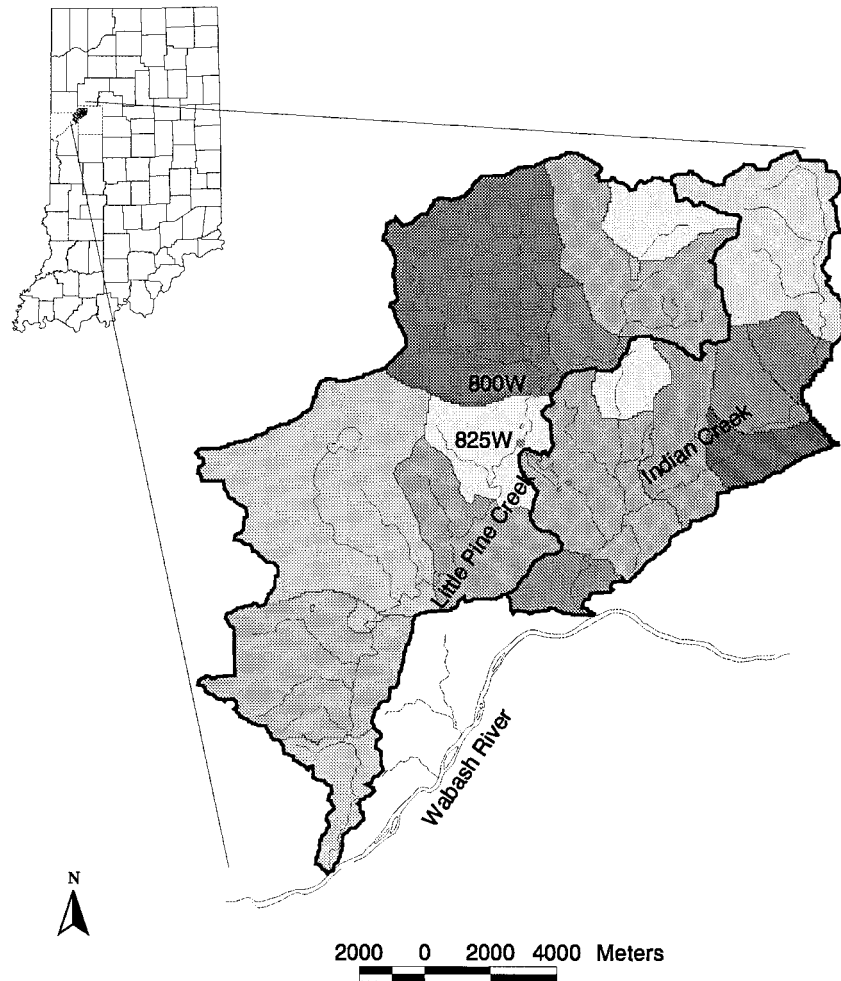 800W
825W
Indian Creek
Little Pine Creek
Wabash River
N
2000 0 2000 4000 Meters